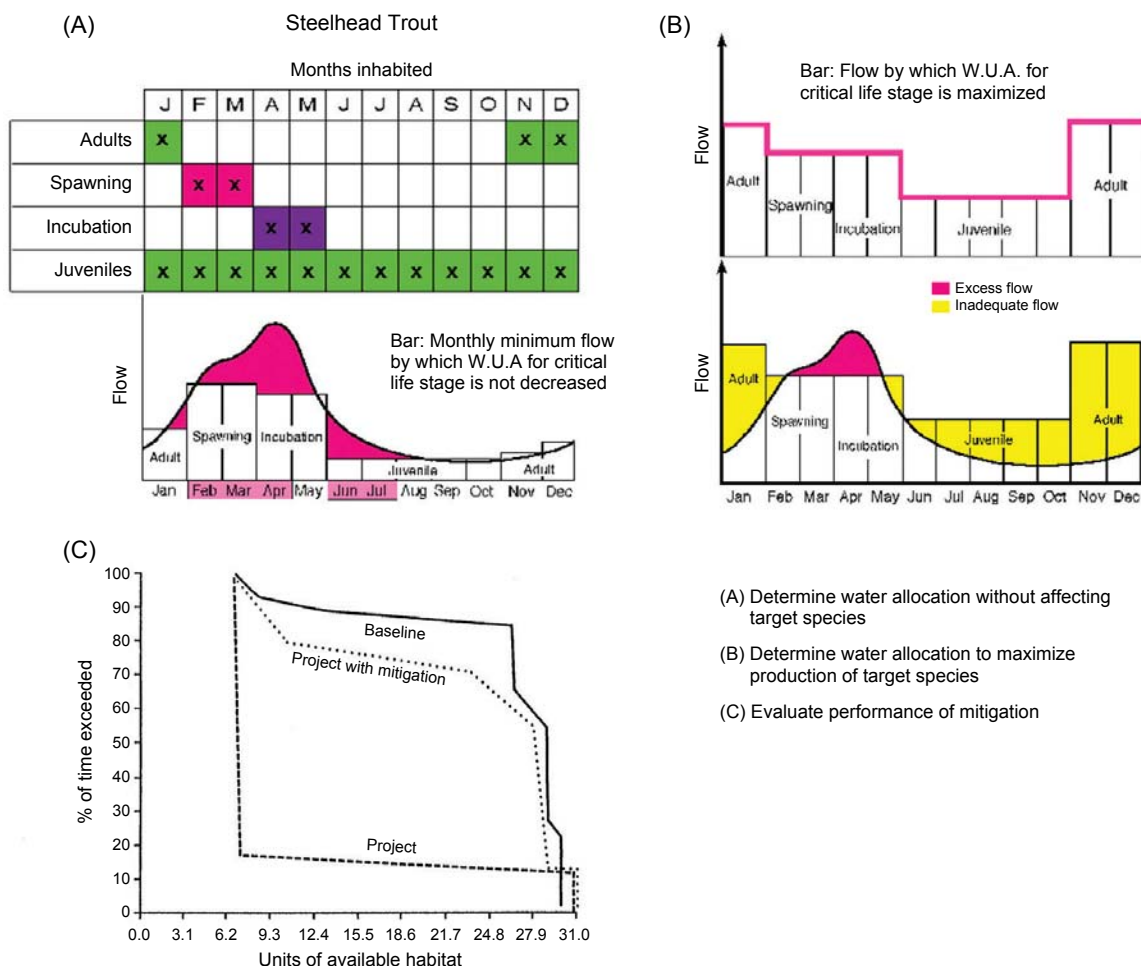 (A)
Steelhead Trout
Months inhabited
J F M A M J J A S O N D
Adults x x x
Spawning x x
Incubation x x
Juveniles x x x x x x x x x x x x
Flow
Bar: Monthly minimum flow
by which W.U.A for critical
life stage is not decreased
Adult
Spawning
Incubation
Juvenile
Adult
Jan Feb Mar Apr May Jun Jul Aug Sep Oct Nov Dec
(B)
Bar: Flow by which W.U.A. for
critical life stage is maximized
Flow
Adult
Spawning
Incubation
Juvenile
Adult
Excess flow
Inadequate flow
Flow
Adult
Spawning
Incubation
Juvenile
Adult
Jan Feb Mar Apr May Jun Jul Aug Sep Oct Nov Dec
(C)
% of time exceeded
100
90
80
70
60
50
40
30
20
10
0
Baseline
Project with mitigation
Project
0.0 3.1 6.2 9.3 12.4 15.5 18.6 21.7 24.8 27.9 31.0
Units of available habitat
(A) Determine water allocation without affecting
target species
(B) Determine water allocation to maximize
production of target species
(C) Evaluate performance of mitigation